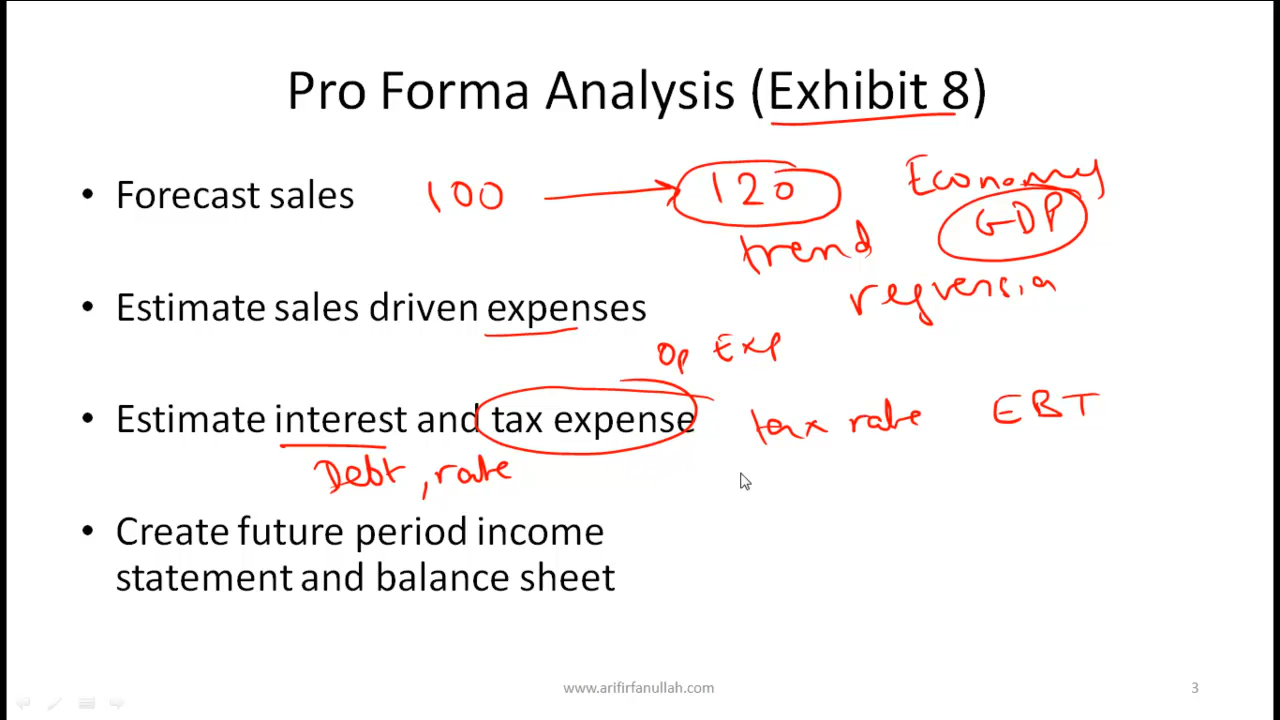 Pro Forma Analysis (Exhibit 8)
• Forecast sales 100 → 120 Economy
GDP
trend
regression
• Estimate sales driven expenses
Op Exp
• Estimate interest and tax expense tax rate EBT
Debt, rate
• Create future period income
statement and balance sheet
www.arifirfanullah.com 3